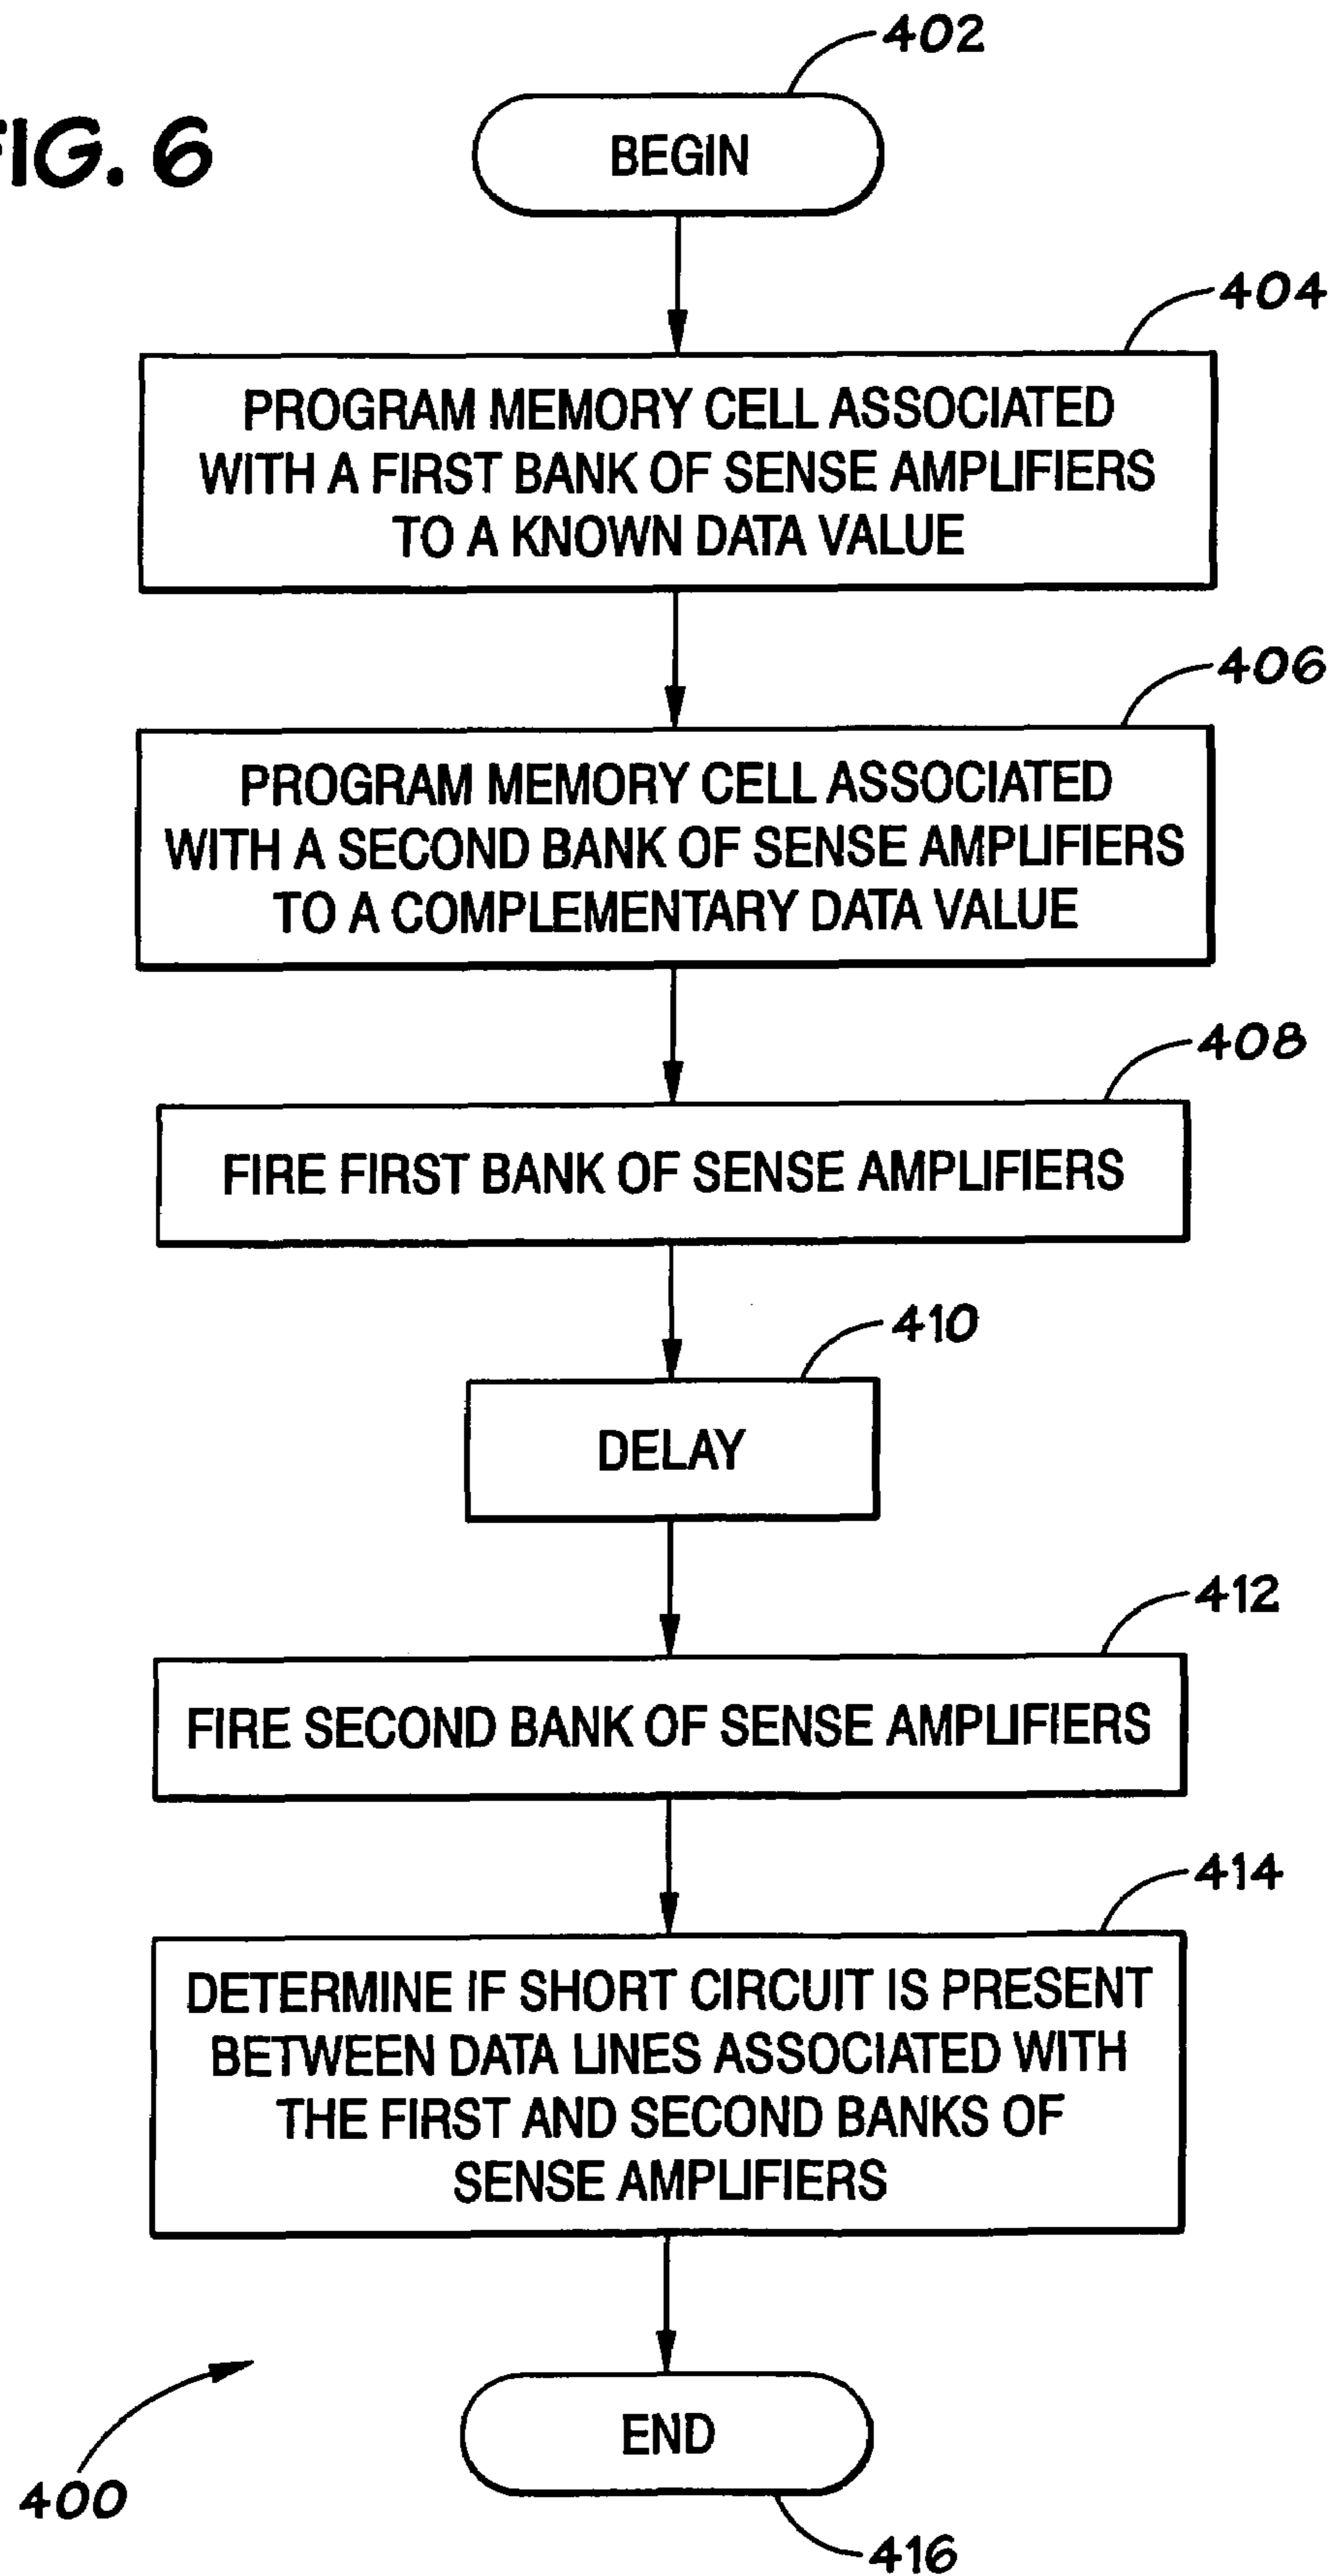 FIG. 6
402
BEGIN
404
PROGRAM MEMORY CELL ASSOCIATED
WITH A FIRST BANK OF SENSE AMPLIFIERS
TO A KNOWN DATA VALUE
406
PROGRAM MEMORY CELL ASSOCIATED
WITH A SECOND BANK OF SENSE AMPLIFIERS
TO A COMPLEMENTARY DATA VALUE
408
FIRE FIRST BANK OF SENSE AMPLIFIERS
410
DELAY
412
FIRE SECOND BANK OF SENSE AMPLIFIERS
414
DETERMINE IF SHORT CIRCUIT IS PRESENT
BETWEEN DATA LINES ASSOCIATED WITH
THE FIRST AND SECOND BANKS OF
SENSE AMPLIFIERS
END
400
416